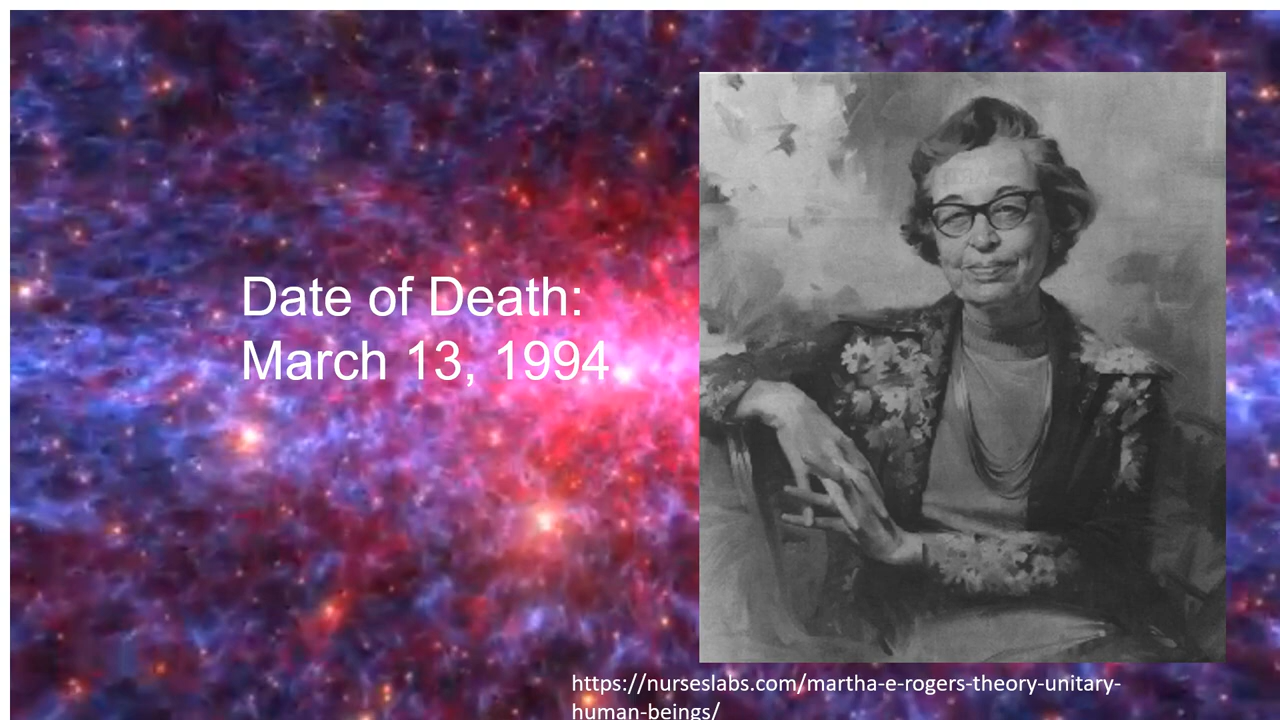 Date of Death:
March 13, 1994
https://nurseslabs.com/martha-e-rogers-theory-unitary-
human-beings/